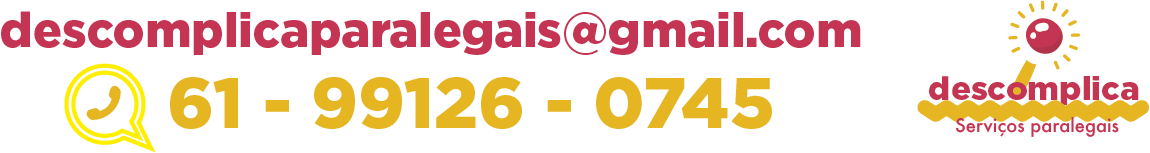 descomplicaparalegais@gmail.com
61 - 99126 - 0745
descomplica
Serviços paralegais